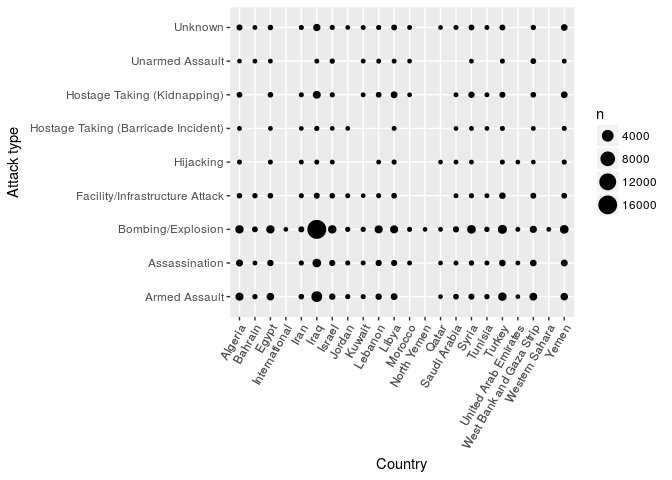 Attack type
Unknown
Unarmed Assault
Hostage Taking (Kidnapping)
Hostage Taking (Barricade Incident)
Hijacking
Facility/Infrastructure Attack
Bombing/Explosion
Assassination
Armed Assault
n
4000
8000
12000
16000
Algeria
Bahrain
Egypt
International
Iran
Iraq
Israel
Jordan
Kuwait
Lebanon
Libya
Morocco
North Yemen
Qatar
Saudi Arabia
Syria
Tunisia
Turkey
United Arab Emirates
West Bank and Gaza Strip
Western Sahara
Yemen
Country